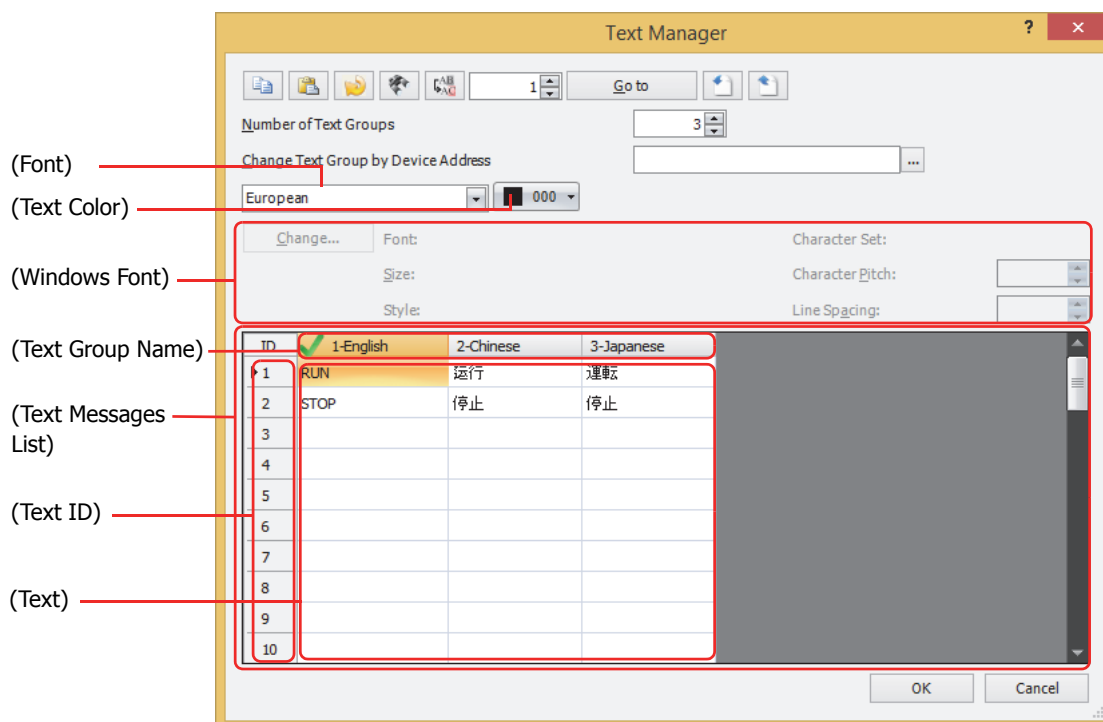 Text Manager
?
×
AB
AC
1
Go to
Number of Text Groups
3
(Font)
Change Text Group by Device Address
...
(Text Color)
European
000
(Windows Font)
Change...
Font:
Character Set:
Size:
Character Pitch:
Style:
Line Spacing:
(Text Group Name)
ID
1-English
2-Chinese
3-Japanese
1
RUN
运行
運転
(Text Messages
List)
2
STOP
停止
停止
3
4
5
(Text ID)
6
7
8
(Text)
9
10
OK
Cancel